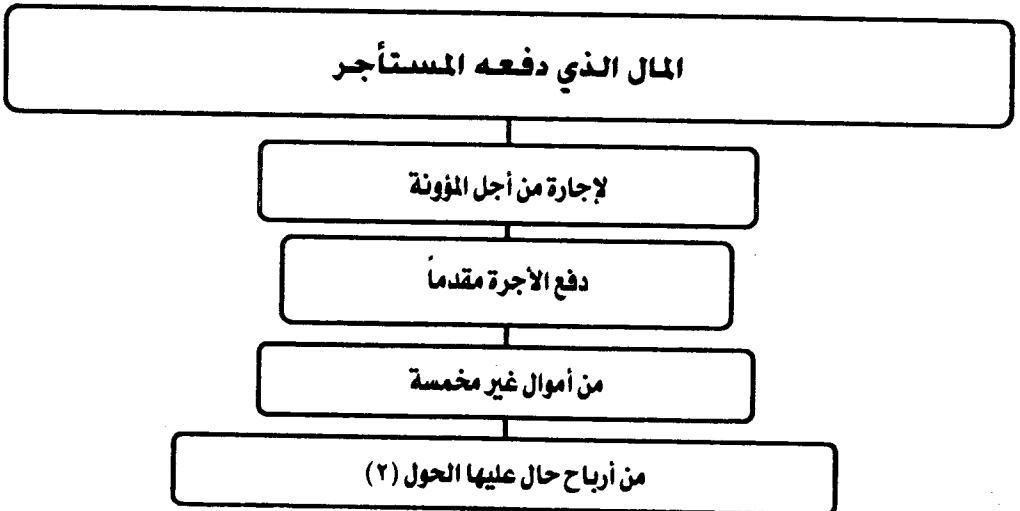 المال الذي دفعه المستأجر
لإجارة من أجل المؤونة
دفع الأجرة مقدماً
من أموال غير مخمسة
من أرباح حال عليها الحول (٢)